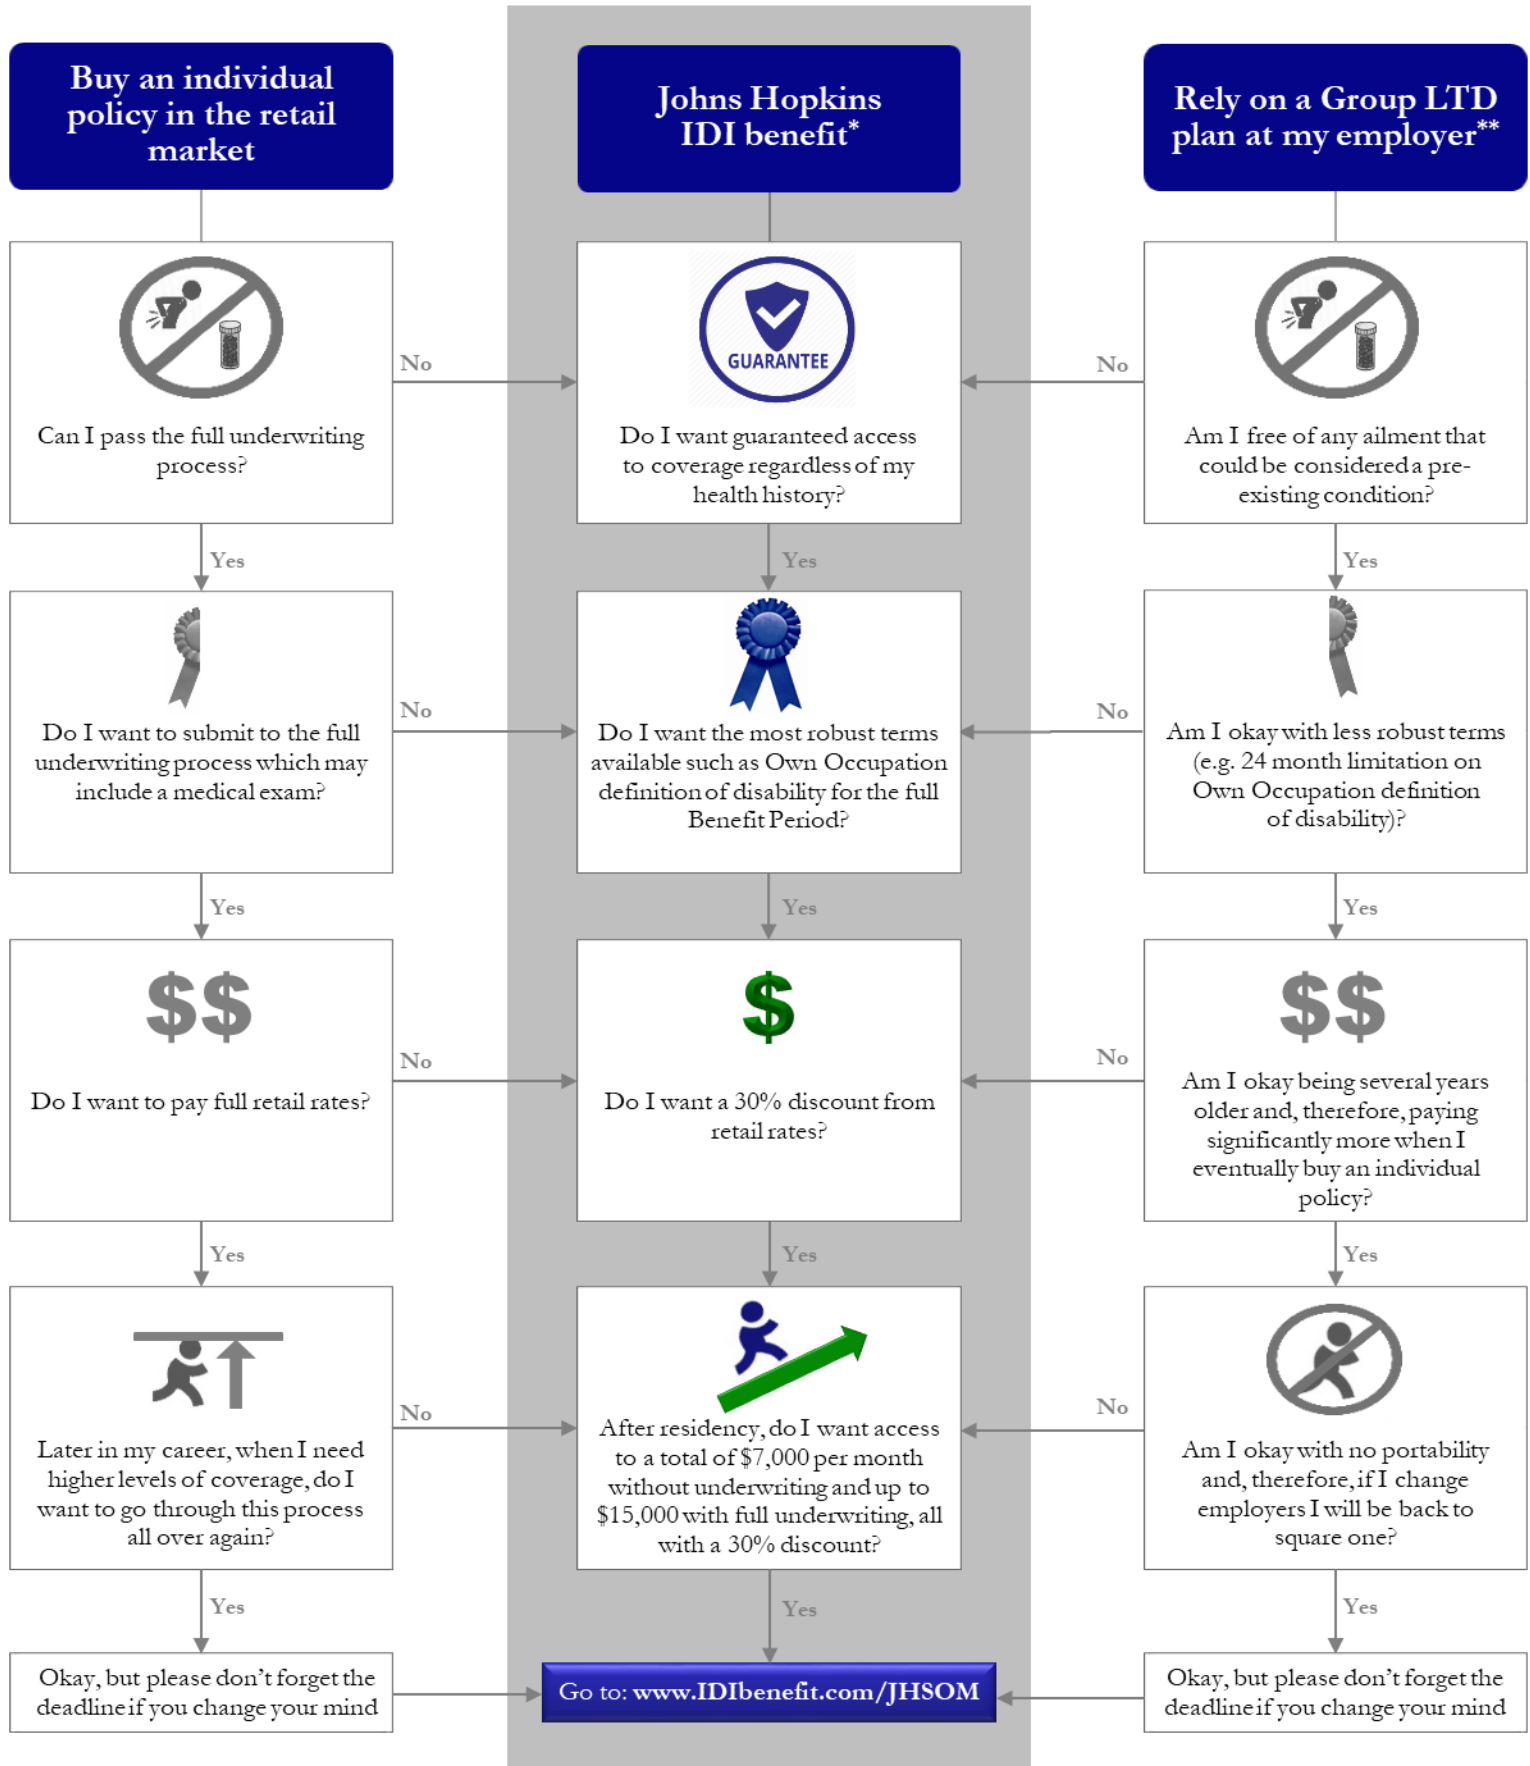 Buy an individual
policy in the retail
market
Johns Hopkins
IDI benefit*
Rely on a Group LTD
plan at my employer**
Can I pass the full underwriting
process?
No
GUARANTEE
Do I want guaranteed access
to coverage regardless of my
health history?
No
Am I free of any ailment that
could be considered a pre-
existing condition?
Yes
Yes
Yes
Do I want to submit to the full
underwriting process which may
include a medical exam?
No
Do I want the most robust terms
available such as Own Occupation
definition of disability for the full
Benefit Period?
No
Am I okay with less robust terms
(e.g. 24 month limitation on
Own Occupation definition
of disability)?
Yes
Yes
Yes
$$
Do I want to pay full retail rates?
No
$
Do I want a 30% discount from
retail rates?
No
$$
Am I okay being several years
older and, therefore, paying
significantly more when I
eventually buy an individual
policy?
Yes
Yes
Yes
Later in my career, when I need
higher levels of coverage, do I
want to go through this process
all over again?
No
After residency, do I want access
to a total of $7,000 per month
without underwriting and up to
$15,000 with full underwriting, all
with a 30% discount?
No
Am I okay with no portability
and, therefore, if I change
employers I will be back to
square one?
Yes
Yes
Yes
Okay, but please don't forget the
deadline if you change your mind
Go to: www.IDIbenefit.com/JHSOM
Okay, but please don't forget the
deadline if you change your mind